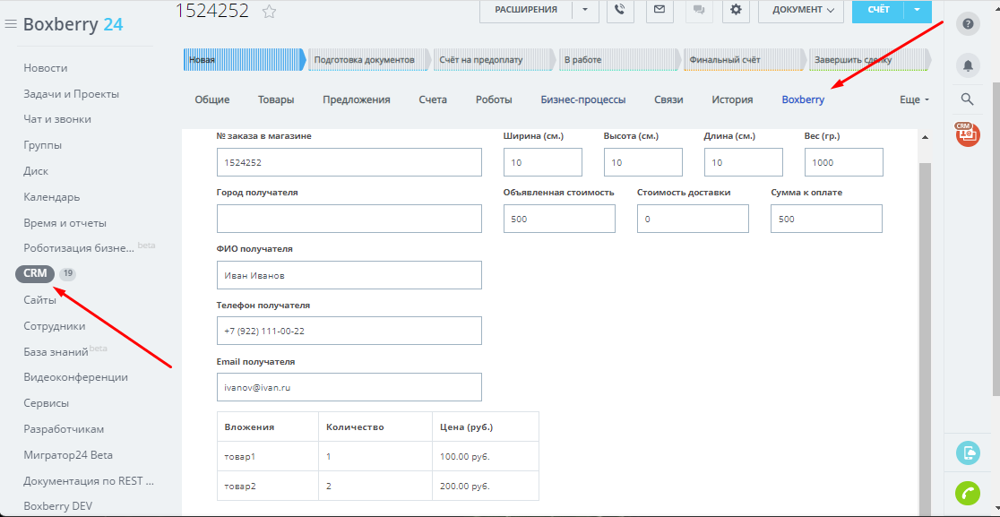 1524252
РАСШИРЕНИЯ
ДОКУМЕНТ
СЧЁТ
Boxberry 24
Новости
Задачи и Проекты
Чат и звонки
Группы
Диск
Календарь
Время и отчеты
Роботизация бизне... beta
CRM 19
Сайты
Сотрудники
База знаний beta
Видеоконференции
Сервисы
Разработчикам
Мигратор24 Beta
Документация по REST ...
Boxberry DEV
Новая
Подготовка документов
Счёт на предоплату
В работе
Финальный счёт
Завершить сделку
Общие
Товары
Предложения
Счета
Роботы
Бизнес-процессы
Связи
История
Boxberry
Еще
№ заказа в магазине
Ширина (см.)
Высота (см.)
Длина (см.)
Вес (гр.)
1524252
10
10
10
1000
Город получателя
Объявленная стоимость
Стоимость доставки
Сумма к оплате
500
0
500
ФИО получателя
Иван Иванов
Телефон получателя
+7 (922) 111-00-22
Email получателя
ivanov@ivan.ru
Вложения Количество Цена (руб.)
товар1 1 100.00 руб.
товар2 2 200.00 руб.
CRM